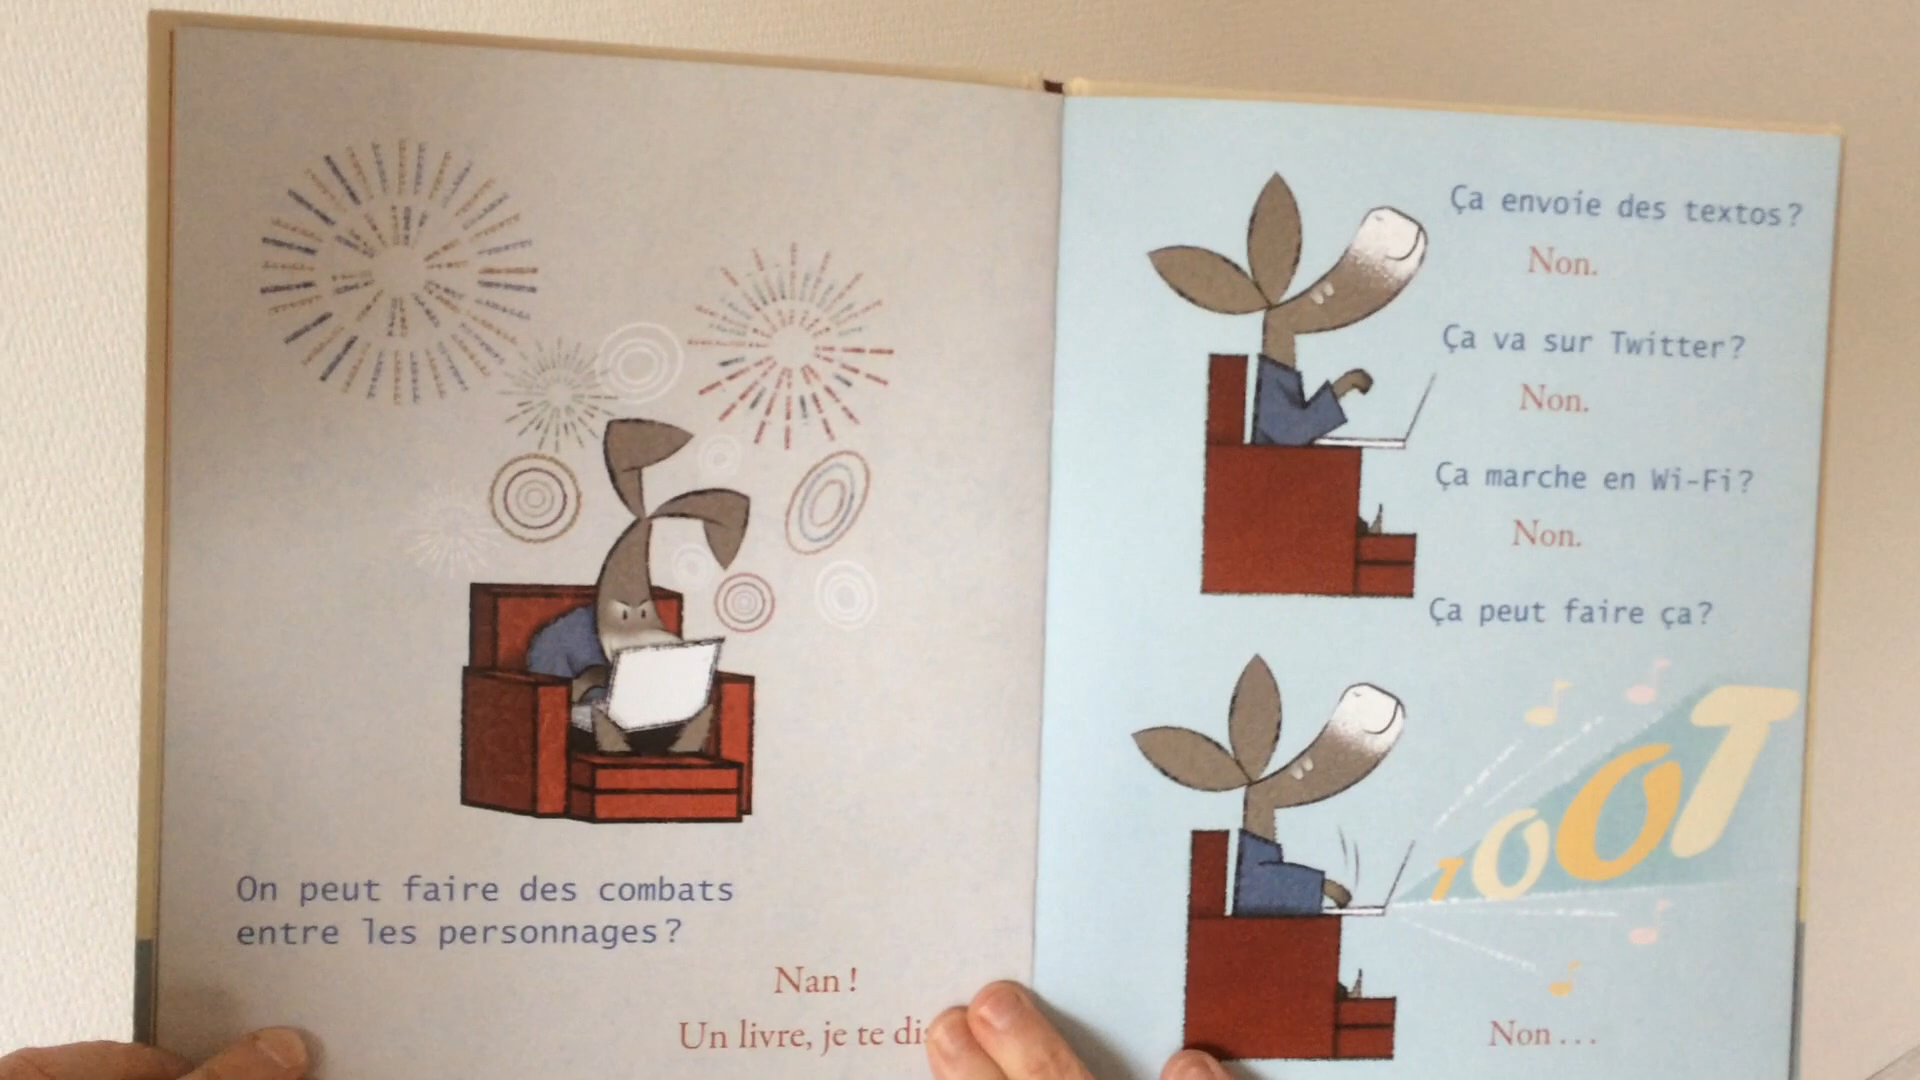 On peut faire des combats
entre les personnages ?
Nan !
Un livre, je te
Ça envoie des textos ?
Non.
Ça va sur Twitter ?
Non.
Ça marche en Wi-Fi ?
Non.
Ça peut faire ça ?
TOOT
Non...